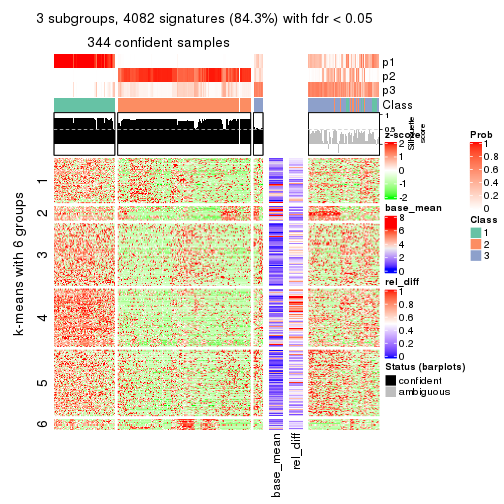 3 subgroups, 4082 signatures (84.3%) with fdr < 0.05
344 confident samples
p1
p2
p3
Class
1
0.5
0
Silhouette
score
k-means with 6 groups
1
2
3
4
5
6
base_mean
rel_diff
z-score
2
1
0
-1
-2
base_mean
8
6
4
2
0
rel_diff
1
0.8
0.6
0.4
0.2
0
Status (barplots)
confident
ambiguous
Prob
1
0.8
0.6
0.4
0.2
0
Class
1
2
3